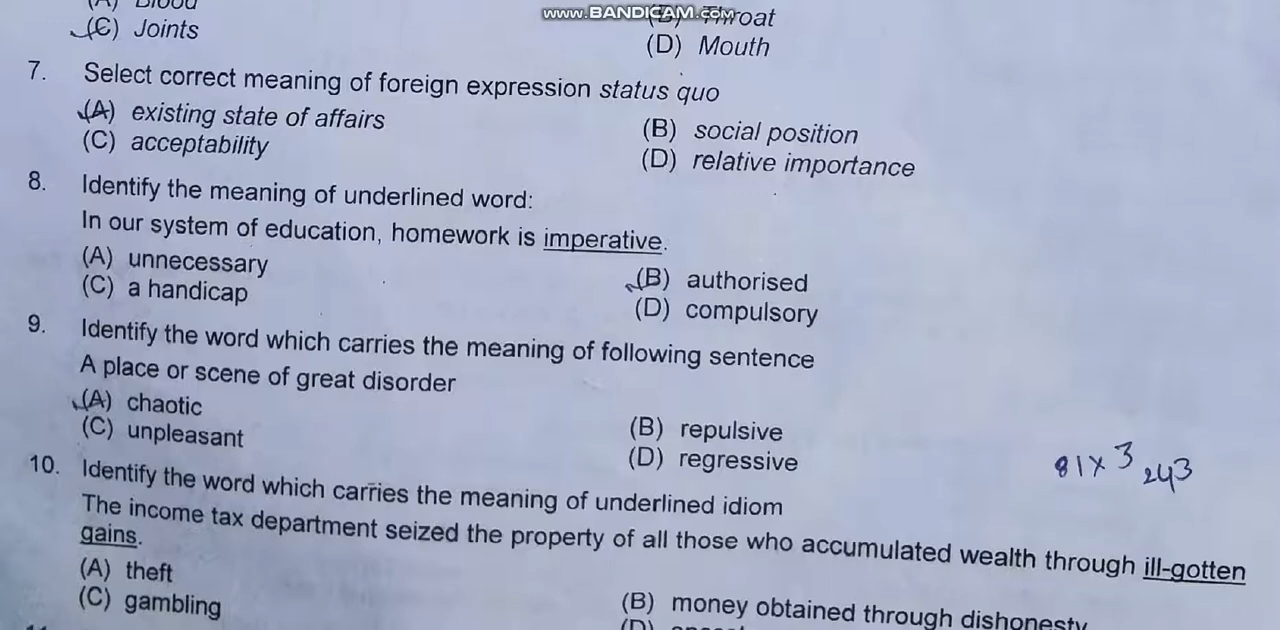 (A) Blood
www.BANDICAM.com
(B) Throat
(C) Joints
(D) Mouth
7. Select correct meaning of foreign expression status quo
(A) existing state of affairs
(B) social position
(C) acceptability
(D) relative importance
8. Identify the meaning of underlined word:
In our system of education, homework is imperative.
(A) unnecessary
(B) authorised
(C) a handicap
(D) compulsory
9. Identify the word which carries the meaning of following sentence
A place or scene of great disorder
(A) chaotic
(B) repulsive
(C) unpleasant
(D) regressive
81x3 243
10. Identify the word which carries the meaning of underlined idiom
The income tax department seized the property of all those who accumulated wealth through ill-gotten
gains.
(A) theft
(B) money obtained through dishonesty
(C) gambling
(D)